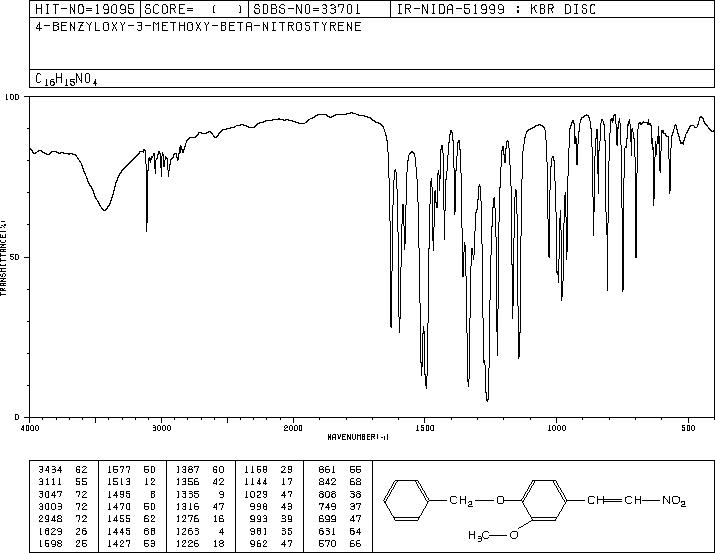 HIT-NO=19095 SCORE= ( ) SDBS-NO=33701 IR-NIDA-51999 : KBR DISC
4-BENZYLOXY-3-METHOXY-BETA-NITROSTYRENE
C16H15NO4
100
TRANSMITTANCE(%)
50
0
4000 3000 2000 1500 1000 500
WAVENUMBER(-1)
3434 62 1577 50 1387 60 1168 29 861 55
3111 55 1513 12 1356 42 1144 17 842 68
3047 72 1495 8 1335 9 1029 47 808 38
3003 72 1470 50 1316 47 998 43 749 37
2948 72 1455 62 1276 16 993 39 699 47
1629 26 1445 68 1263 4 981 35 631 64
1598 25 1427 53 1226 18 962 47 570 66
CH2 O CH CH NO2
H3C O